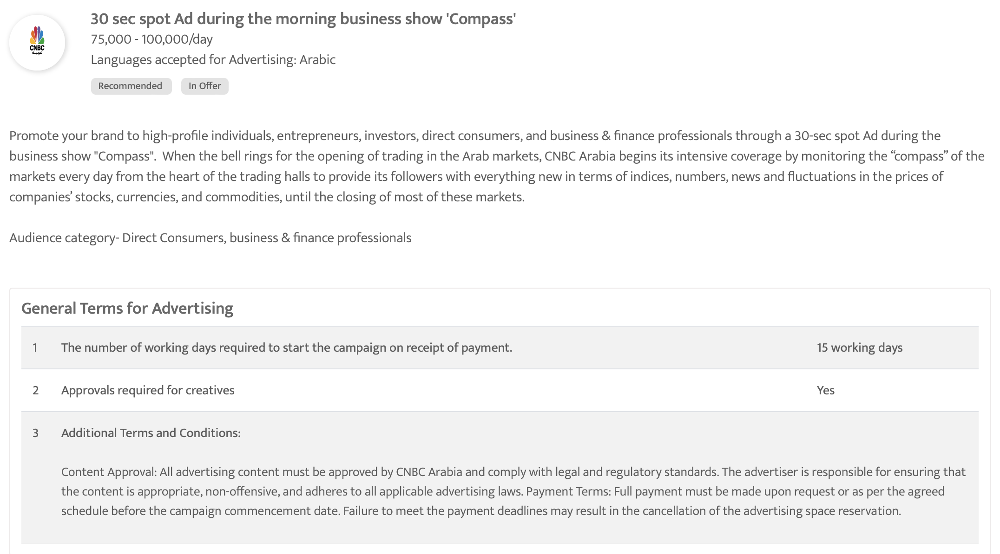 CNBC
عربية
30 sec spot Ad during the morning business show 'Compass'
75,000 - 100,000/day
Languages accepted for Advertising: Arabic
Recommended
In Offer
Promote your brand to high-profile individuals, entrepreneurs, investors, direct consumers, and business & finance professionals through a 30-sec spot Ad during the
business show "Compass".  When the bell rings for the opening of trading in the Arab markets, CNBC Arabia begins its intensive coverage by monitoring the “compass” of the
markets every day from the heart of the trading halls to provide its followers with everything new in terms of indices, numbers, news and fluctuations in the prices of
companies’ stocks, currencies, and commodities, until the closing of most of these markets.
Audience category- Direct Consumers, business & finance professionals
General Terms for Advertising
1 The number of working days required to start the campaign on receipt of payment. 15 working days
2 Approvals required for creatives Yes
3 Additional Terms and Conditions:
Content Approval: All advertising content must be approved by CNBC Arabia and comply with legal and regulatory standards. The advertiser is responsible for ensuring that
the content is appropriate, non-offensive, and adheres to all applicable advertising laws. Payment Terms: Full payment must be made upon request or as per the agreed
schedule before the campaign commencement date. Failure to meet the payment deadlines may result in the cancellation of the advertising space reservation.